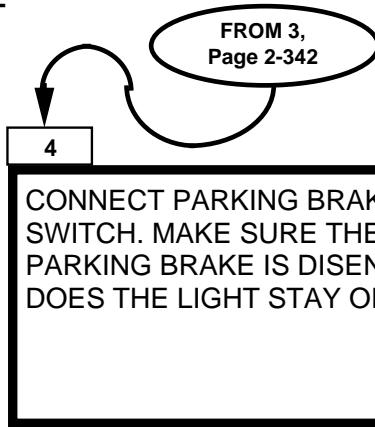 FROM 3,
Page 2-342
4
CONNECT PARKING
SWITCH. MAKE SURE THE
PARKING BRAKE IS
DOES THE LIGHT STAY